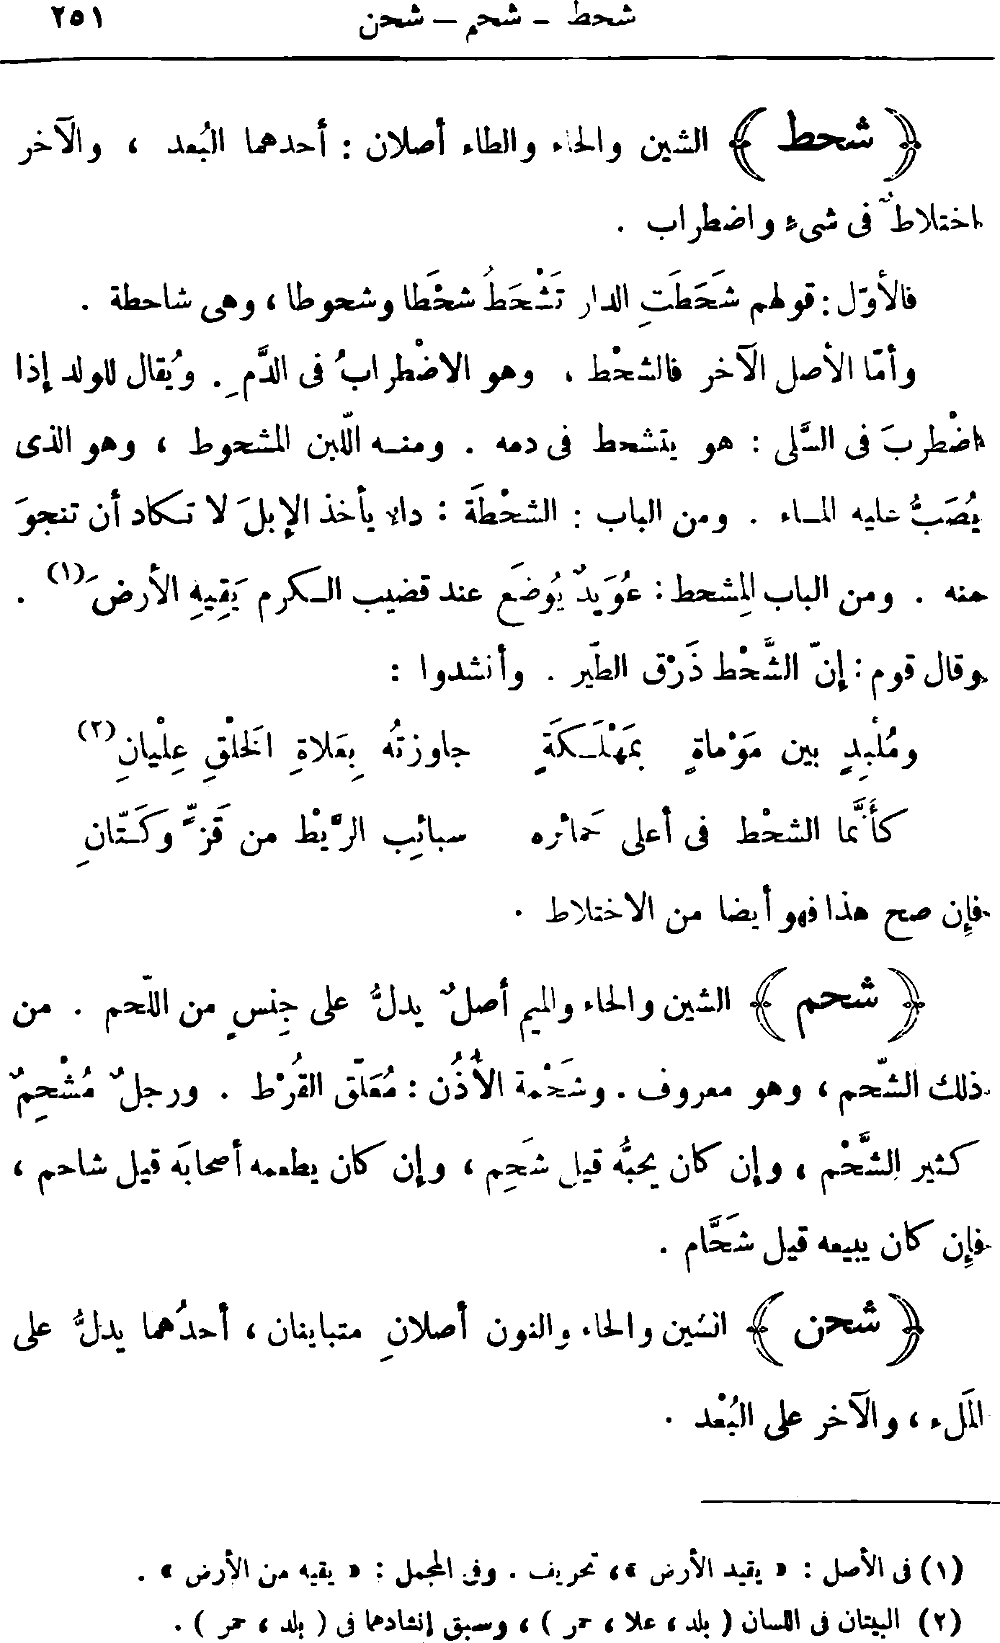 شحط - شحم - شحن ٢٥١
﴿ شحط ﴾ الشين والحاء والطاء أصلان : أحدهما البُعد ، والآخر
اختلاطٌ فى شىءٍ واضطراب .
فالأوّل : قولهم شَحَطَتِ الدار تَشْحَطُ شحْطا وشحوطا ، وهى شاحطة .
وأمّا الأصل الآخر فالشحْط ، وهو الاضْطرابُ فى الدَّمِ . ويُقال للولد إذا
اضْطربَ فى السَّلى : هو يتشحط فى دمه . ومنه اللّبن المشحوط ، وهو الذى
يُصَبُّ عليه الماء . ومن الباب : الشحْطَة : دالا يأخذ الإبلَ لا تكاد أن تنجوَ
منه . ومن الباب المِشحط : عُوَيدٌ يُوضَع عند قضيب الكرم يَقِيهِ الأرضَ (١) .
وقال قوم : إنّ الشَّحْط ذَرْق الطَّير . وأنشدوا :
ومُلْبِدٍ بين مَوْماةٍ بمَهْلَكَةٍ جاوزتُه بِعَلاةِ الخَلْقِ عِلْيانِ (٢)
كأَنَّما الشحْط فى أعلى حَمائره سبائِب الرَّيْط من قَزٍّ وكَتّانِ
فإن صح هذا فهو أيضا من الاختلاط .
﴿ شحم ﴾ الشين والحاء والميم أصلٌ يدلُّ على جِنسٍ من اللّحم . من
ذلك الشّحم ، وهو معروف . وشَحْمة الأُذُن : مُعَلّق القُرْط . ورجلٌ مُشْحِمٌ
كثير الشَّحْم ، وإن كان يحبُّه قيل شَحِم ، وإن كان يطعمه أصحابَه قيل شاحم ،
فإن كان يبيعه قيل شَحَّام .
﴿ شحن ﴾ الشين والحاء والنون أصلانِ متباينان ، أحدُهما يدلُّ على
المَلء ، والآخر على البُعْد .
(١) فى الأصل : « يقيد الأرض » ، تحريف . وفى المجمل : « يقيه من الأرض » .
(٢) البيتان فى اللسان ( بلد ، علا ، حمر ) ، وسبق إنشادهما فى ( بلد ، حمر ) .